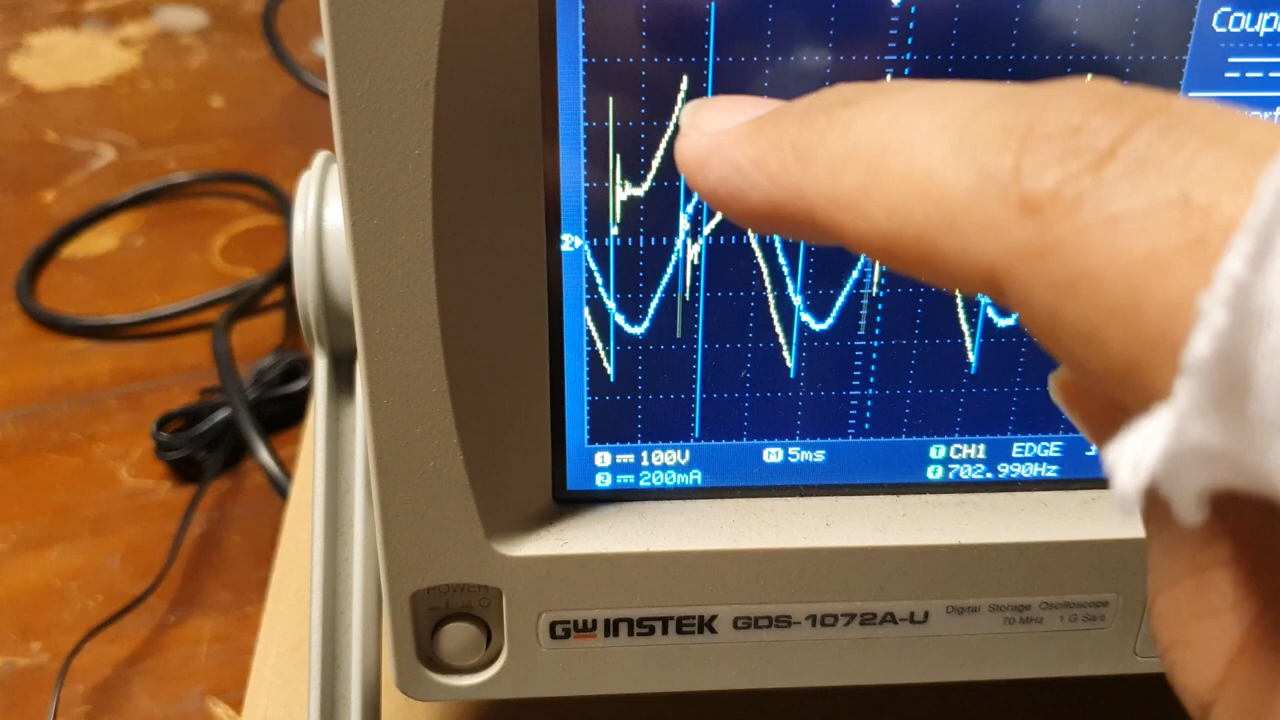 Coup
2
1 100V M 5ms T CH1 EDGE
2 200mA f 702.990Hz
POWER
GW INSTEK GDS-1072A-U Digital Storage Oscilloscope
70 MHz 1 G Sa/s